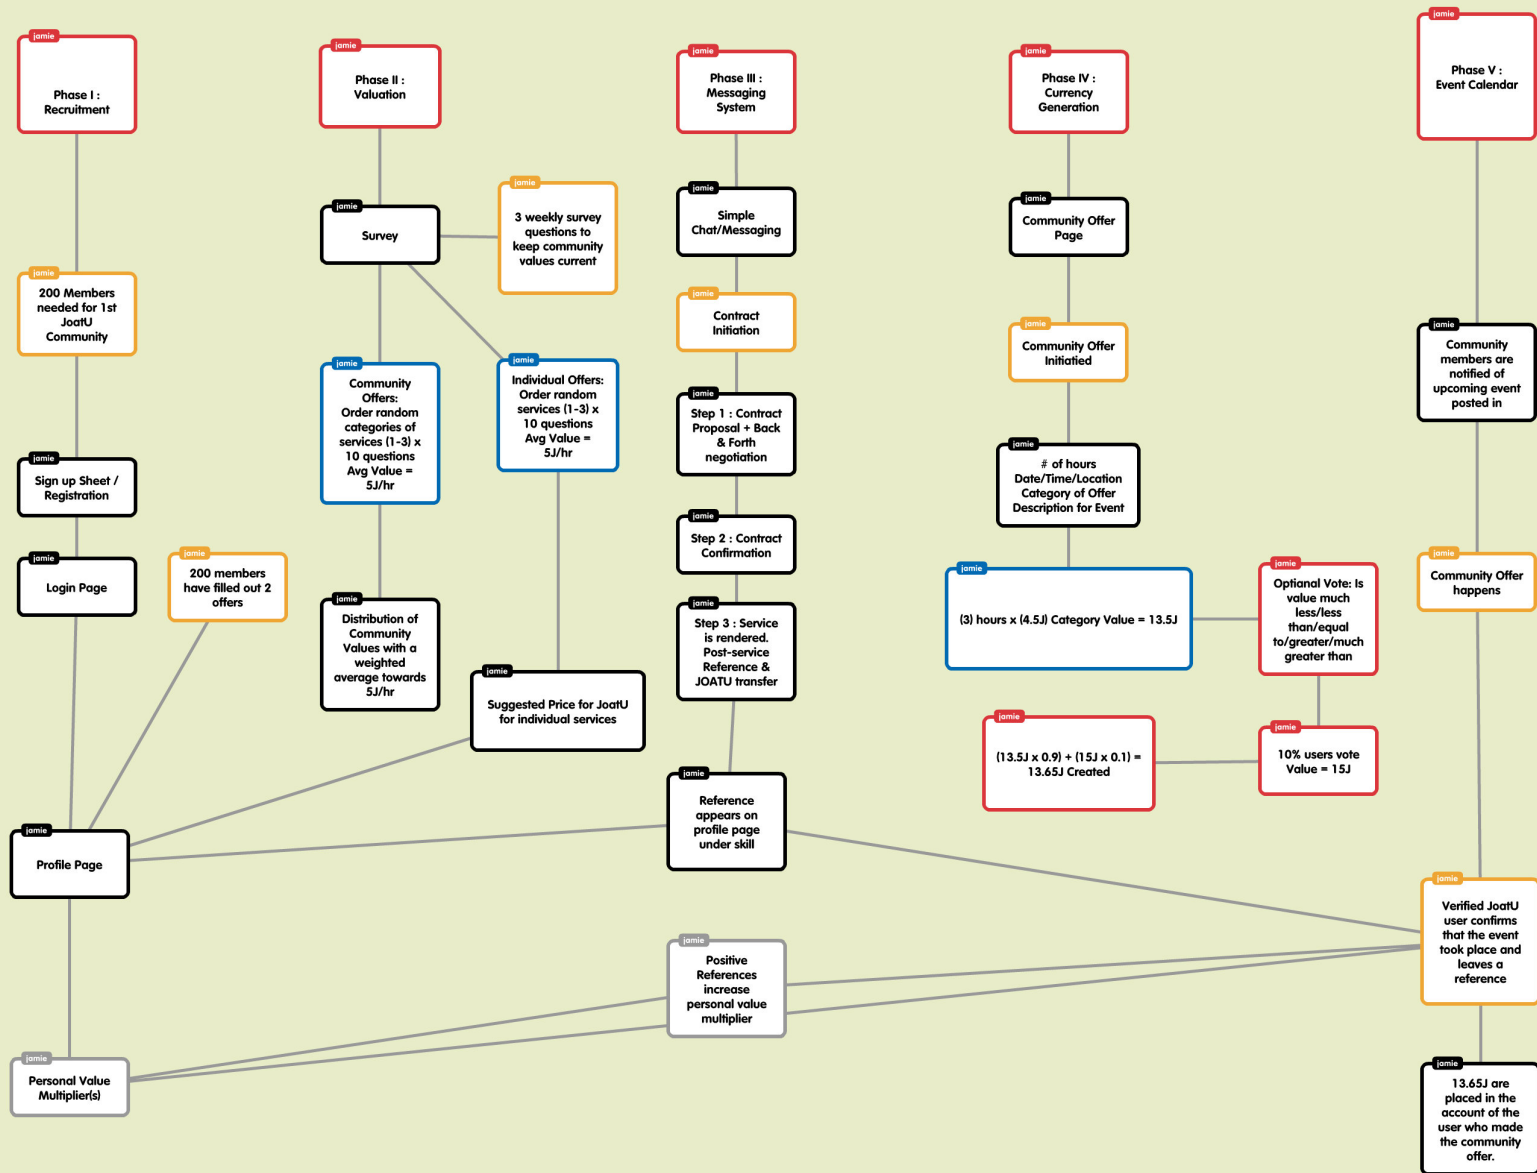 jamie
Phase I :
Recruitment
jamie
200 Members
needed for 1st
JoatU
Community
jamie
Sign up Sheet /
Registration
jamie
Login Page
jamie
200 members
have filled out 2
offers
jamie
Profile Page
jamie
Personal Value
Multiplier(s)
jamie
Phase II :
Valuation
jamie
Survey
jamie
3 weekly survey
questions to
keep community
values current
jamie
Community
Offers:
Order random
categories of
services (1-3) x
10 questions
Avg Value =
5J/hr
jamie
Individual Offers:
Order random
services (1-3) x
10 questions
Avg Value =
5J/hr
jamie
Distribution of
Community
Values with a
weighted
average towards
5J/hr
jamie
Suggested Price for JoatU
for individual services
jamie
Phase III :
Messaging
System
jamie
Simple
Chat/Messaging
jamie
Contract
Initiation
jamie
Step 1 : Contract
Proposal + Back
& Forth
negotiation
jamie
Step 2 : Contract
Confirmation
jamie
Step 3 : Service
is rendered.
Post-service
Reference &
JOATU transfer
jamie
Reference
appears on
profile page
under skill
jamie
Positive
References
increase
personal value
multiplier
jamie
Phase IV :
Currency
Generation
jamie
Community Offer
Page
jamie
Community Offer
Initiatied
jamie
# of hours
Date/Time/Location
Category of Offer
Description for Event
jamie
(3) hours x (4.5J) Category Value = 13.5J
jamie
Optianal Vote: Is
value much
less/less
than/equal
to/greater/much
greater than
jamie
10% users vote
Value = 15J
jamie
(13.5J x 0.9) + (15J x 0.1) =
13.65J Created
jamie
Phase V :
Event Calendar
jamie
Community
members are
notified of
upcoming event
posted in
jamie
Community Offer
happens
jamie
Verified JoatU
user confirms
that the event
took place and
leaves a
reference
jamie
13.65J are
placed in the
account of the
user who made
the community
offer.